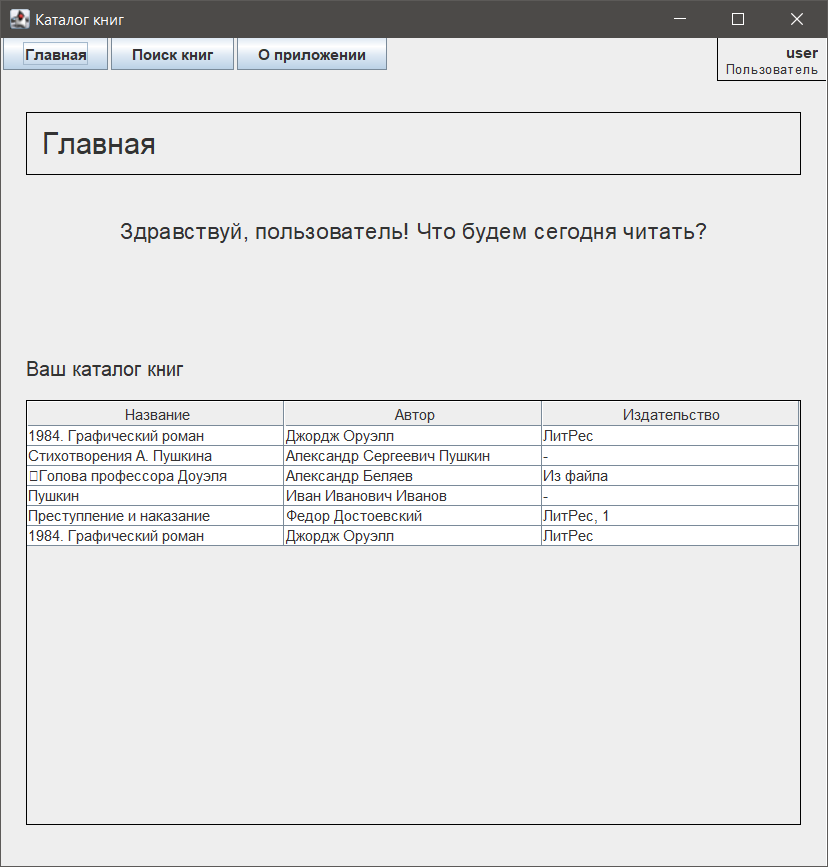 Каталог книг
Главная Поиск книг О приложении
user
Пользователь
Главная
Здравствуй, пользователь! Что будем сегодня читать?
Ваш каталог книг
Название Автор Издательство
1984. Графический роман Джордж Оруэлл ЛитРес
Стихотворения А. Пушкина Александр Сергеевич Пушкин -
▯Голова профессора Доуэля Александр Беляев Из файла
Пушкин Иван Иванович Иванов -
Преступление и наказание Федор Достоевский ЛитРес, 1
1984. Графический роман Джордж Оруэлл ЛитРес